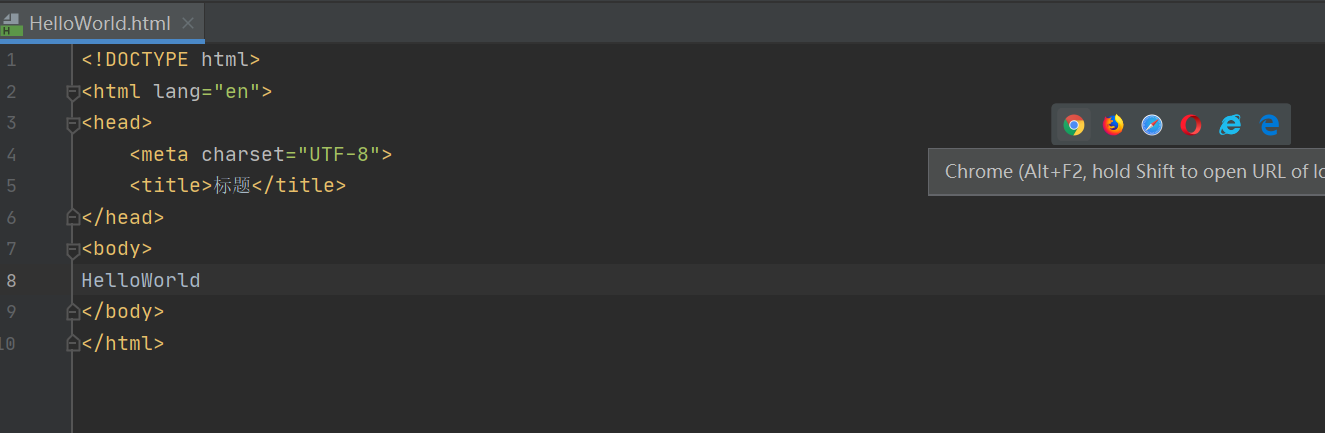 HelloWorld.html
1 <!DOCTYPE html>
2 <html lang="en">
3 <head>
4 <meta charset="UTF-8">
5 <title>标题</title>
6 </head>
7 <body>
8 HelloWorld
9 </body>
10 </html>
Chrome (Alt+F2, hold Shift to open URL of lo